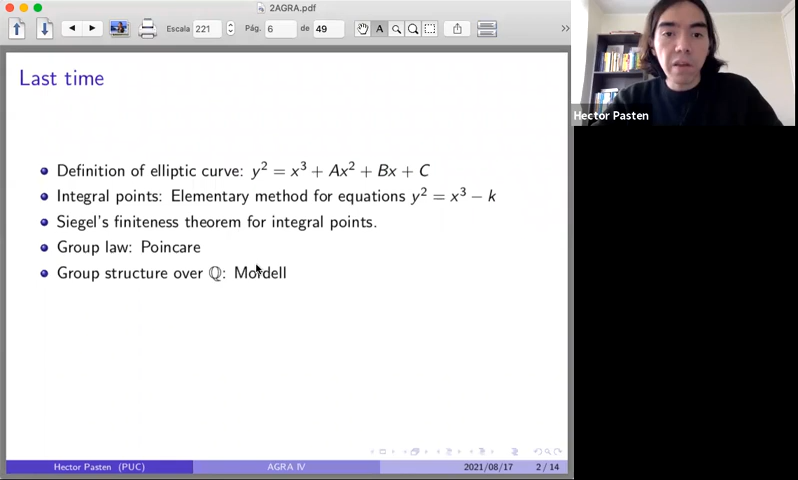 2AGRA.pdf
Escala 221 Pág. 6 de 49
Last time
Definition of elliptic curve: y² = x³ + Ax² + Bx + C
Integral points: Elementary method for equations y² = x³ − k
Siegel's finiteness theorem for integral points.
Group law: Poincare
Group structure over ℚ: Mordell
Hector Pasten (PUC) AGRA IV 2021/08/17 2 / 14
Hector Pasten